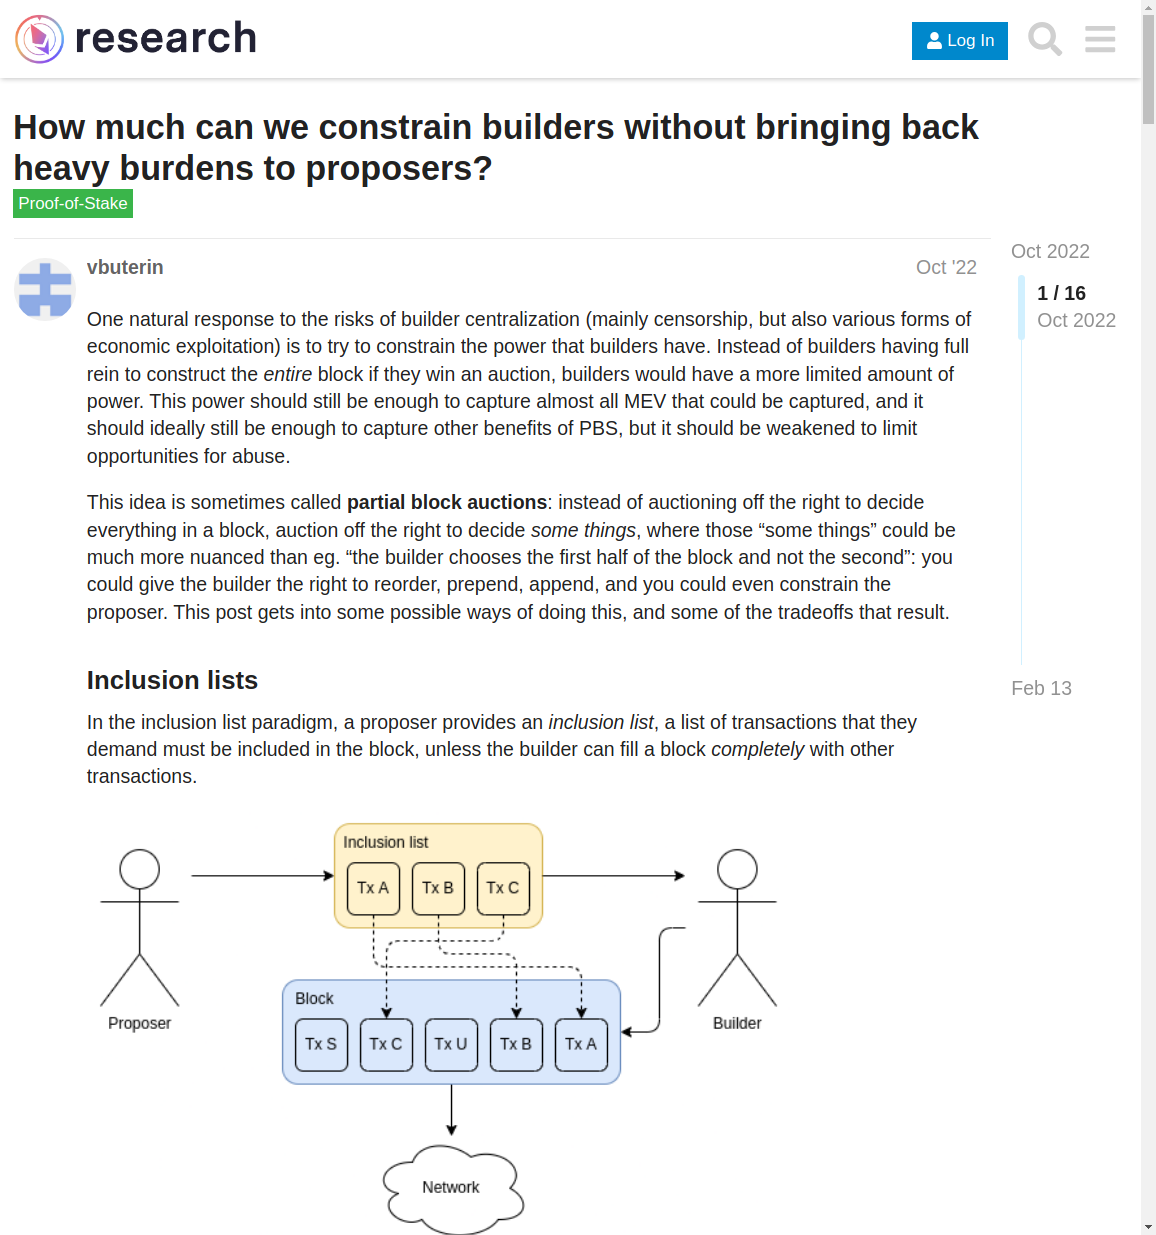 research
Log In
How much can we constrain builders without bringing back
heavy burdens to proposers?
Proof-of-Stake
vbuterin
Oct '22
One natural response to the risks of builder centralization (mainly censorship, but also various forms of
economic exploitation) is to try to constrain the power that builders have. Instead of builders having full
rein to construct the entire block if they win an auction, builders would have a more limited amount of
power. This power should still be enough to capture almost all MEV that could be captured, and it
should ideally still be enough to capture other benefits of PBS, but it should be weakened to limit
opportunities for abuse.
This idea is sometimes called partial block auctions: instead of auctioning off the right to decide
everything in a block, auction off the right to decide some things, where those “some things” could be
much more nuanced than eg. “the builder chooses the first half of the block and not the second”: you
could give the builder the right to reorder, prepend, append, and you could even constrain the
proposer. This post gets into some possible ways of doing this, and some of the tradeoffs that result.
Inclusion lists
In the inclusion list paradigm, a proposer provides an inclusion list, a list of transactions that they
demand must be included in the block, unless the builder can fill a block completely with other
transactions.
Inclusion list
Tx A
Tx B
Tx C
Proposer
Builder
Block
Tx S
Tx C
Tx U
Tx B
Tx A
Network
Oct 2022
1 / 16
Oct 2022
Feb 13